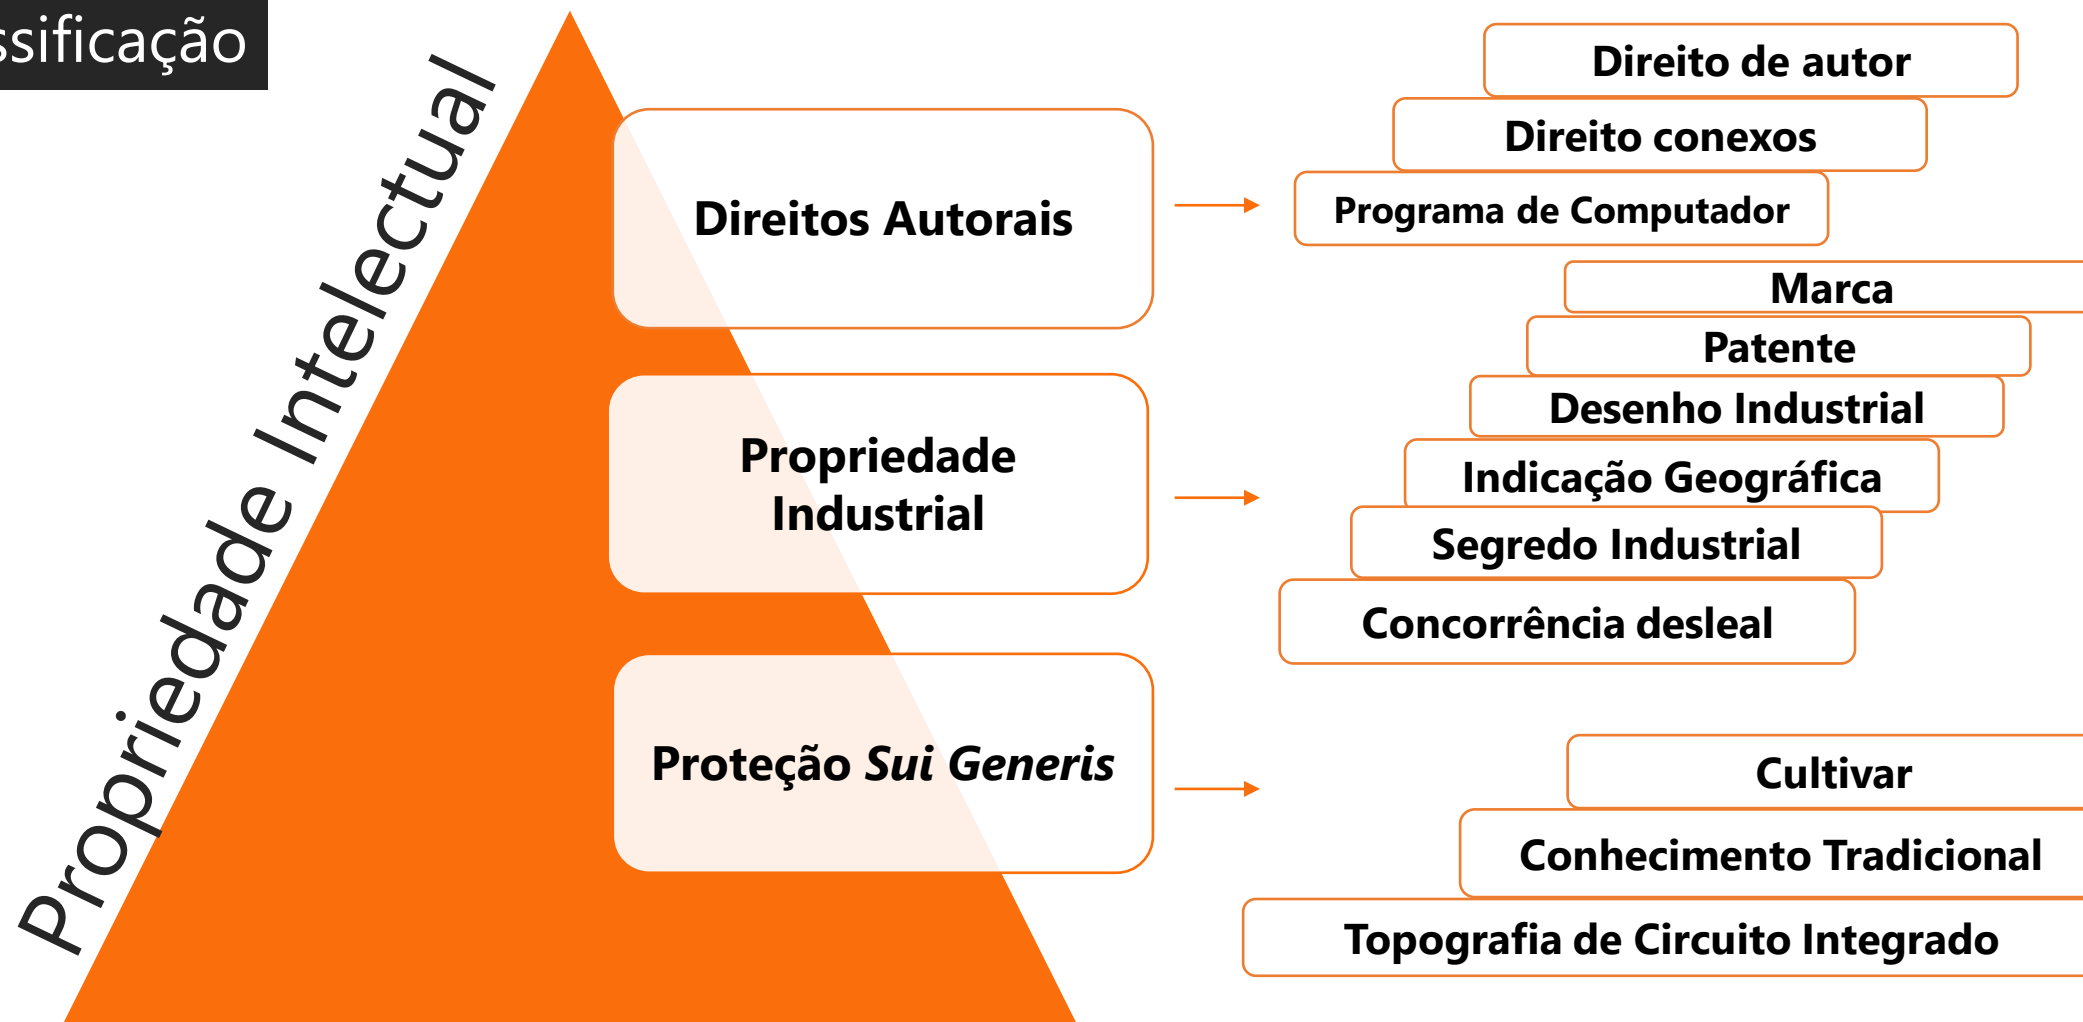 ssificação
Propriedade Intelectual
Direitos Autorais
Direito de autor
Direito conexos
Programa de Computador
Propriedade
Industrial
Marca
Patente
Desenho Industrial
Indicação Geográfica
Segredo Industrial
Concorrência desleal
Proteção Sui Generis
Cultivar
Conhecimento Tradicional
Topografia de Circuito Integrado